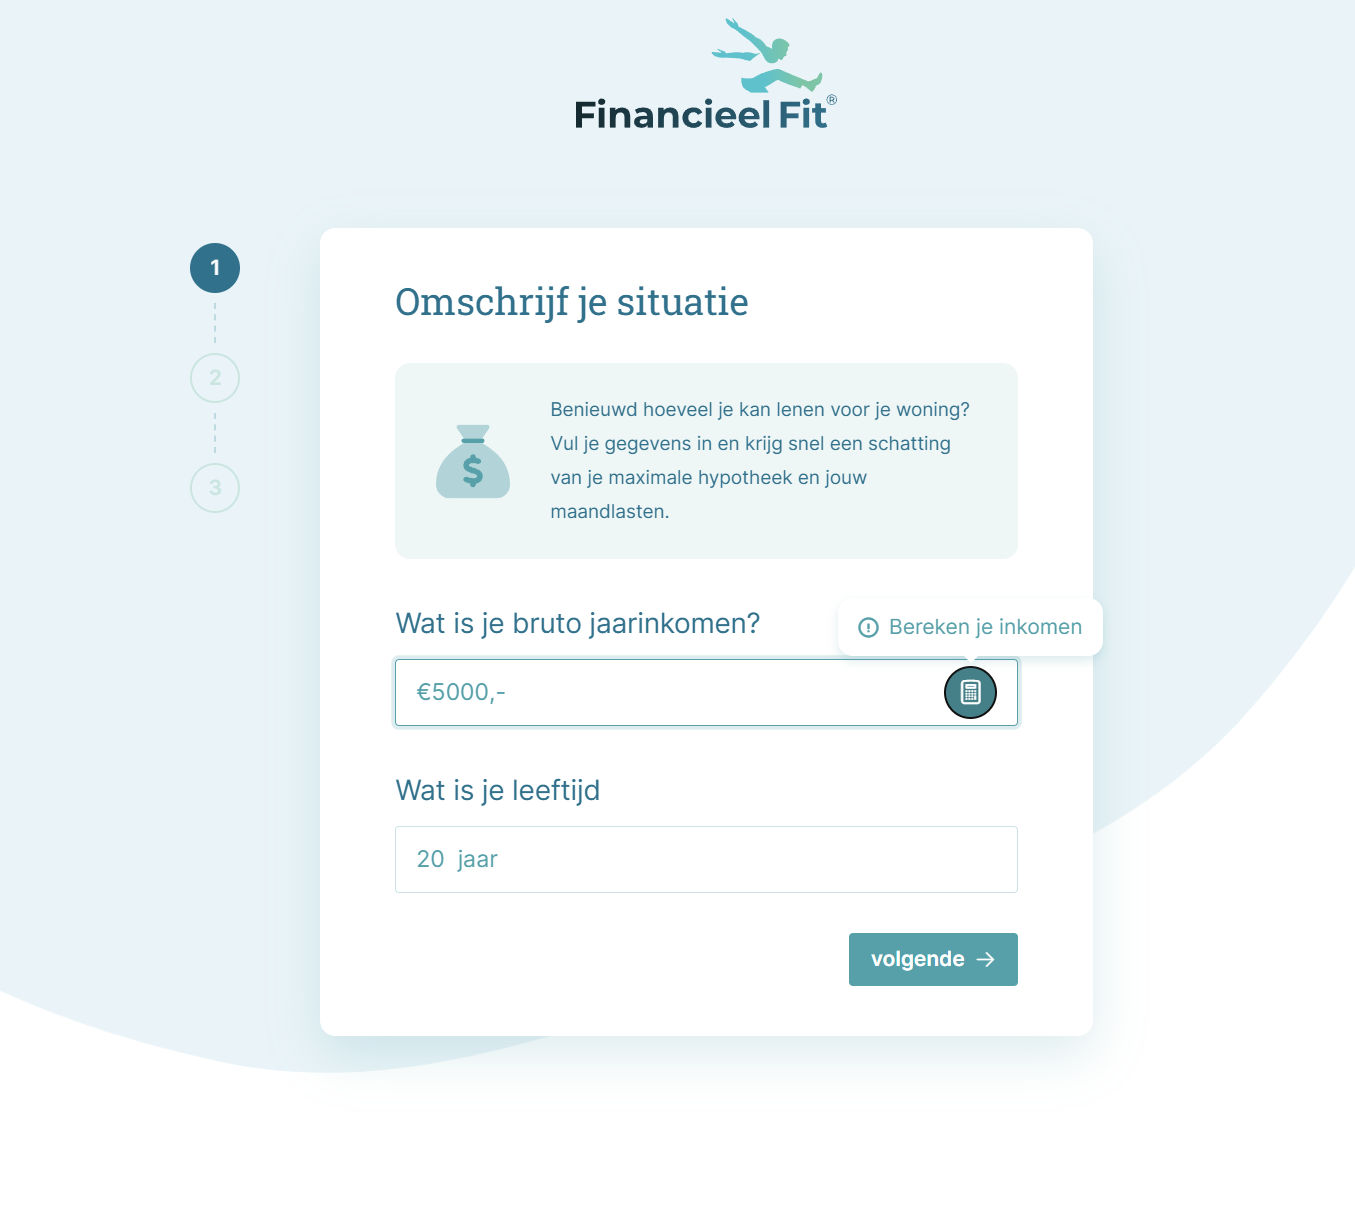 Financieel Fit®
1
2
3
Omschrijf je situatie
$
Benieuwd hoeveel je kan lenen voor je woning?
Vul je gegevens in en krijg snel een schatting
van je maximale hypotheek en jouw
maandlasten.
Wat is je bruto jaarinkomen?
Bereken je inkomen
€5000,-
Wat is je leeftijd
20 jaar
volgende →